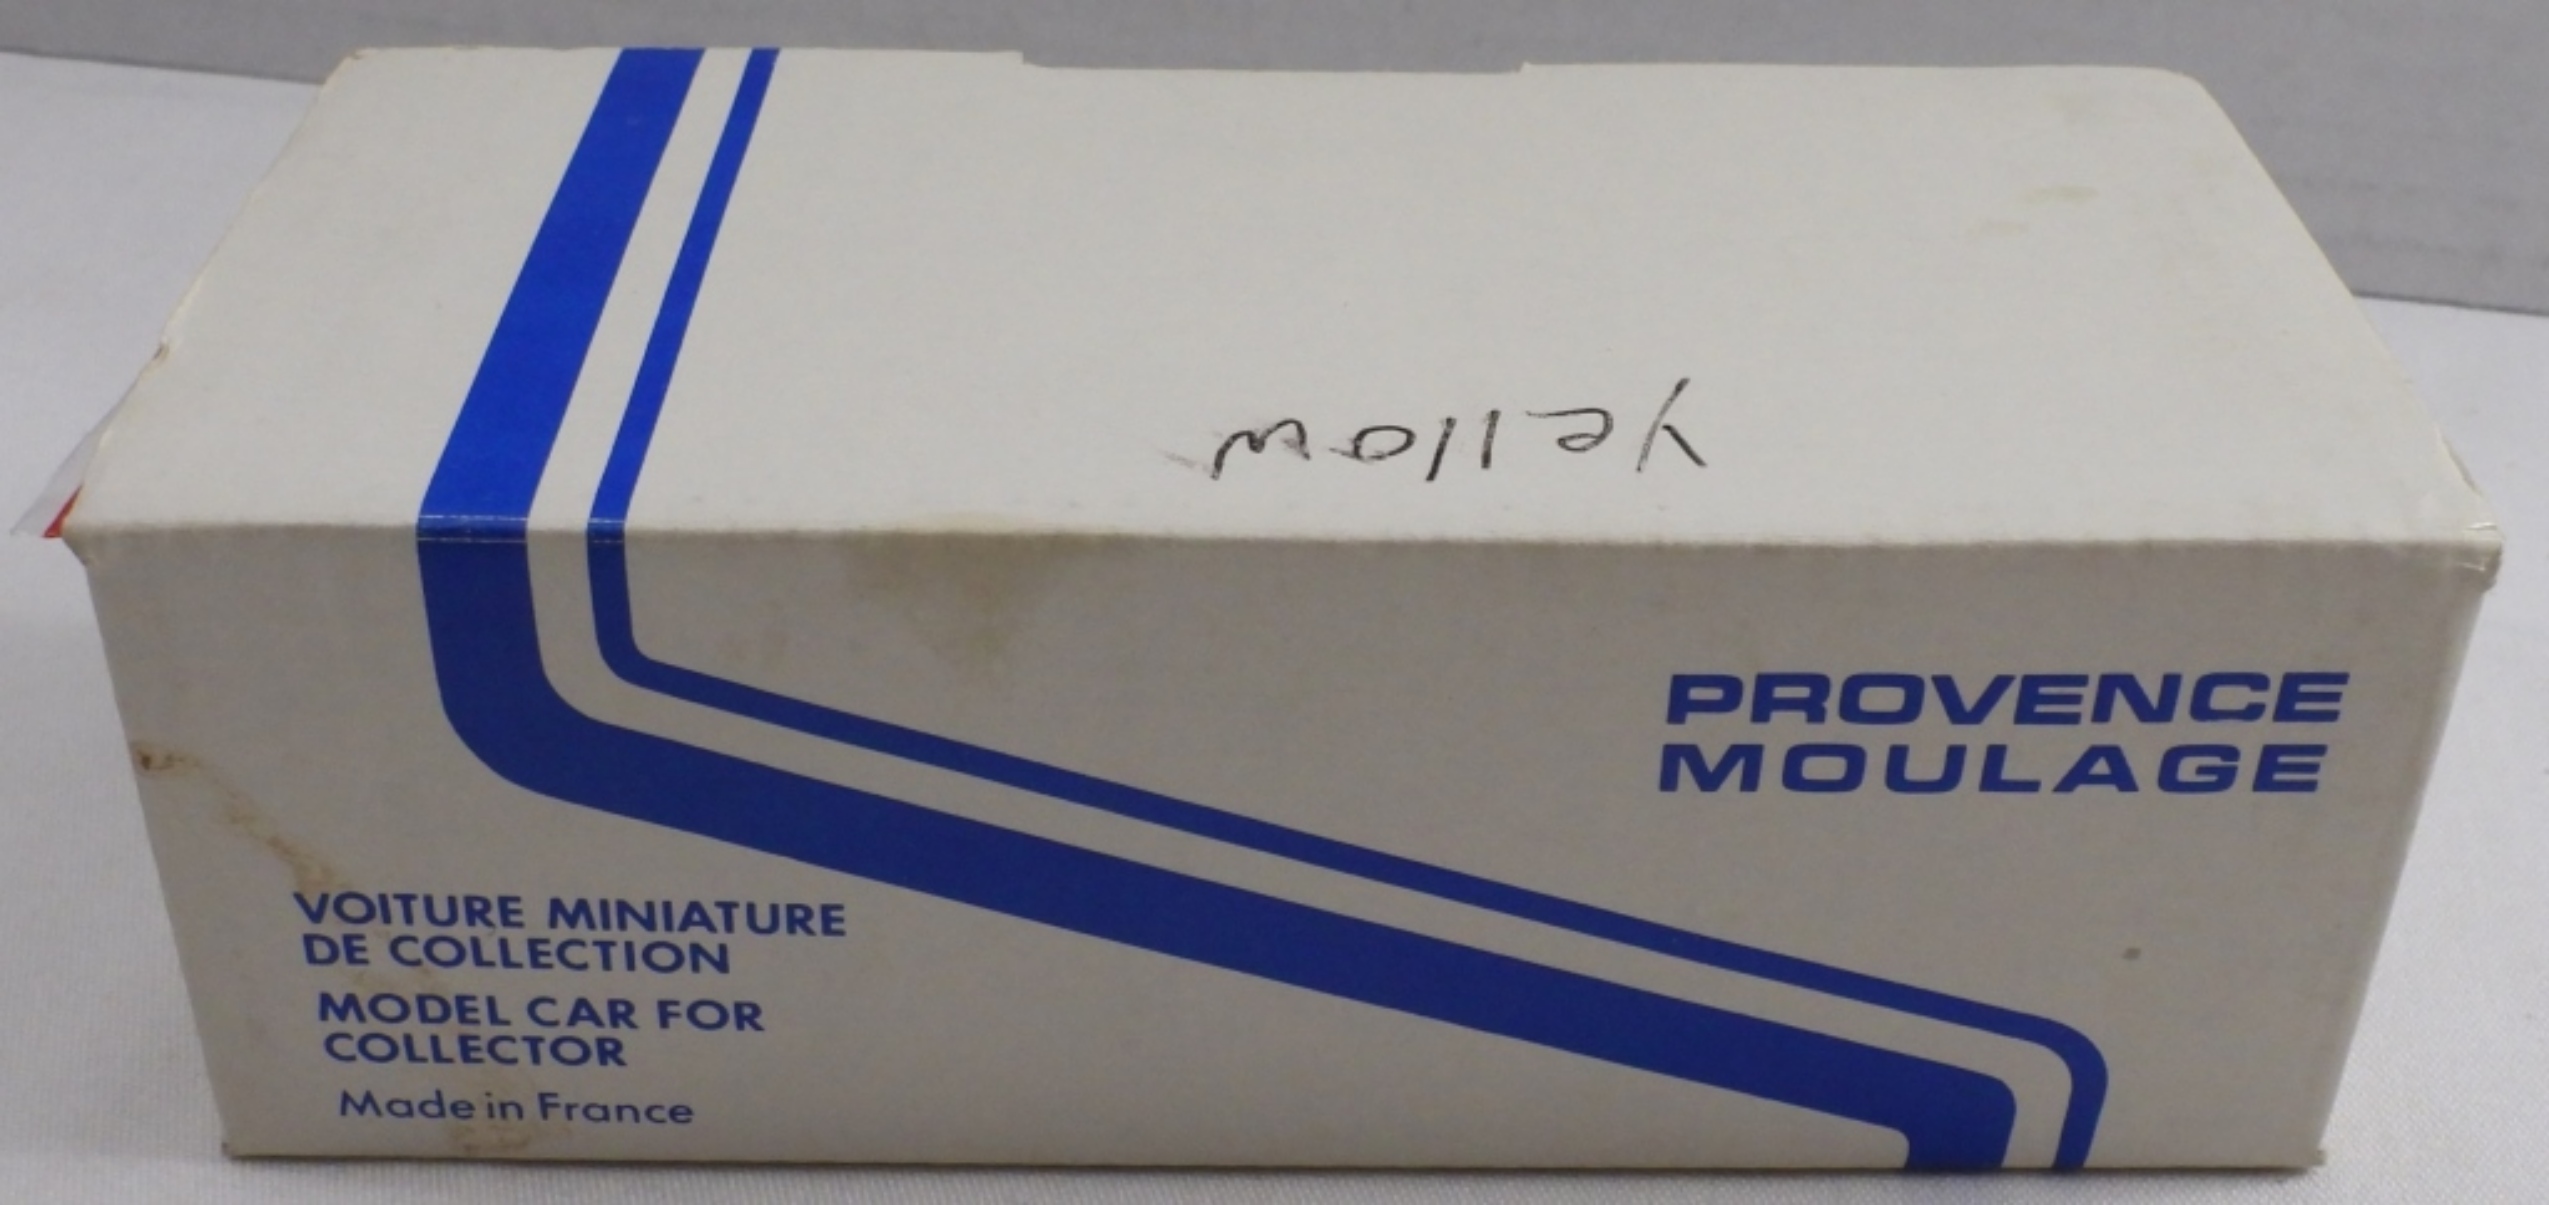 yellow
PROVENCE
MOULAGE
VOITURE MINIATURE
DE COLLECTION
MODEL CAR FOR
COLLECTOR
Made in France